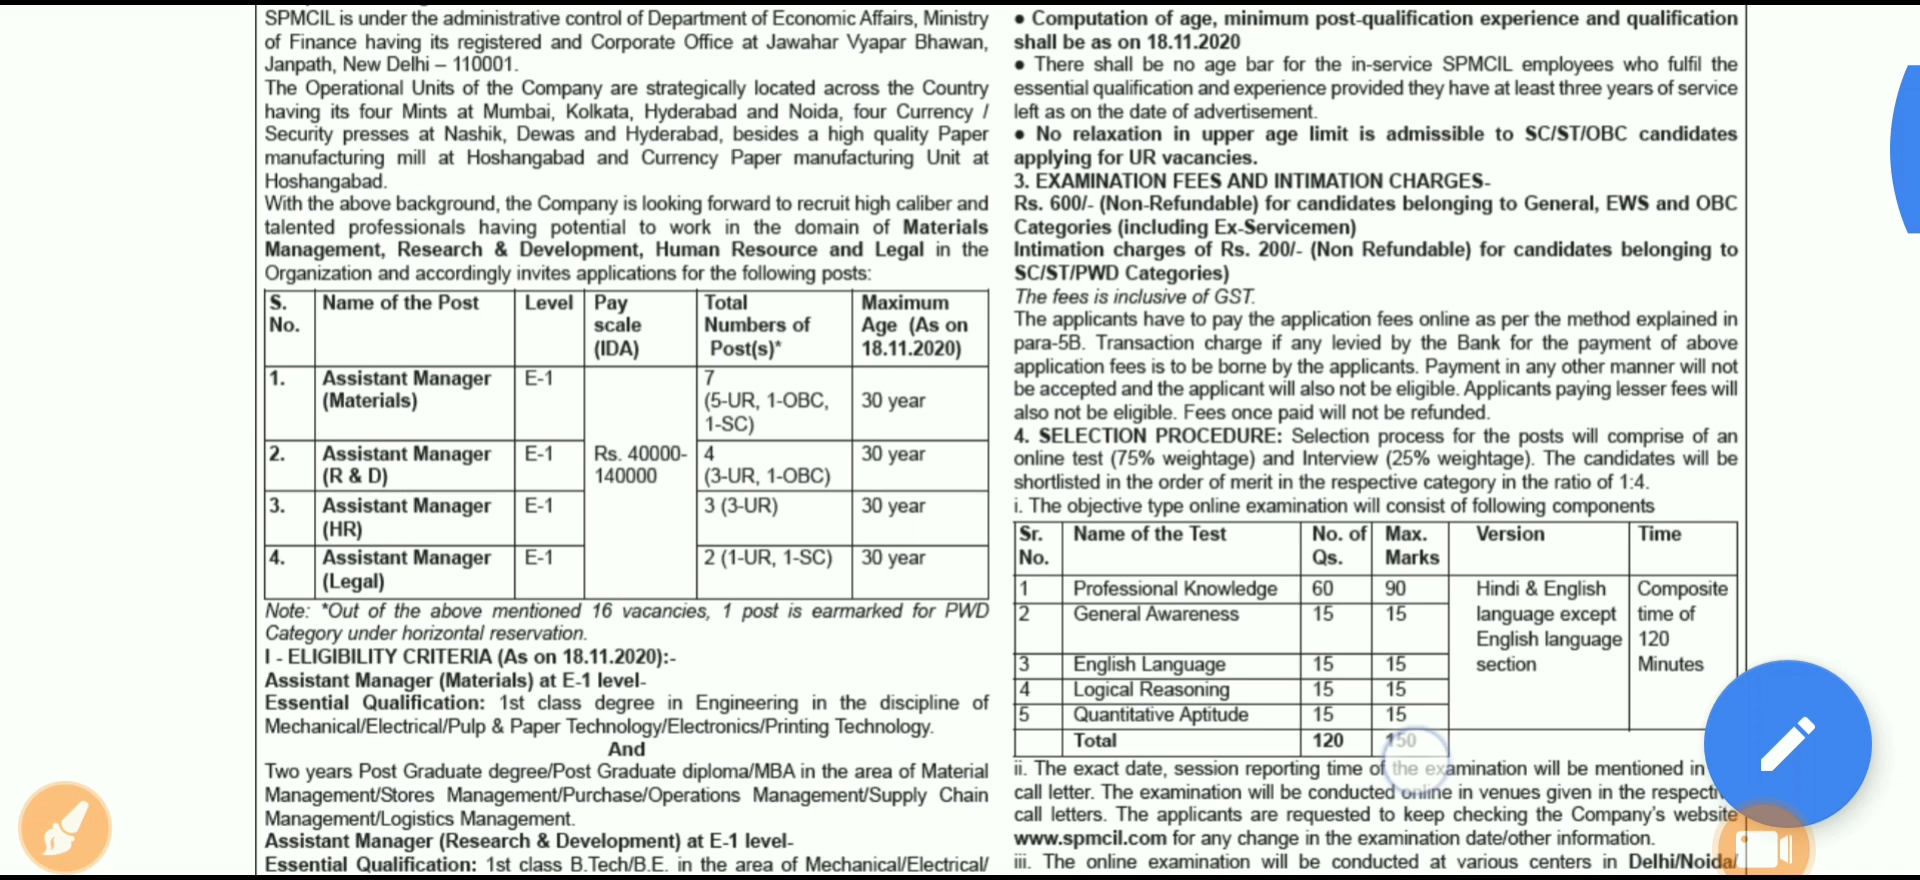 SPMCIL is under the administrative control of Department of Economic Affairs, Ministry
of Finance having its registered and Corporate Office at Jawahar Vyapar Bhawan,
Janpath, New Delhi – 110001.
The Operational Units of the Company are strategically located across the Country
having its four Mints at Mumbai, Kolkata, Hyderabad and Noida, four Currency /
Security presses at Nashik, Dewas and Hyderabad, besides a high quality Paper
manufacturing mill at Hoshangabad and Currency Paper manufacturing Unit at
Hoshangabad.
With the above background, the Company is looking forward to recruit high caliber and
talented professionals having potential to work in the domain of Materials
Management, Research & Development, Human Resource and Legal in the
Organization and accordingly invites applications for the following posts:
S. No. Name of the Post Level Pay scale (IDA) Total Numbers of Post(s)* Maximum Age (As on 18.11.2020)
1. Assistant Manager (Materials) E-1 Rs. 40000-140000 7 (5-UR, 1-OBC, 1-SC) 30 year
2. Assistant Manager (R & D) E-1 4 (3-UR, 1-OBC) 30 year
3. Assistant Manager (HR) E-1 3 (3-UR) 30 year
4. Assistant Manager (Legal) E-1 2 (1-UR, 1-SC) 30 year
Note: *Out of the above mentioned 16 vacancies, 1 post is earmarked for PWD
Category under horizontal reservation.
I - ELIGIBILITY CRITERIA (As on 18.11.2020):-
Assistant Manager (Materials) at E-1 level-
Essential Qualification: 1st class degree in Engineering in the discipline of
Mechanical/Electrical/Pulp & Paper Technology/Electronics/Printing Technology.
And
Two years Post Graduate degree/Post Graduate diploma/MBA in the area of Material
Management/Stores Management/Purchase/Operations Management/Supply Chain
Management/Logistics Management.
Assistant Manager (Research & Development) at E-1 level-
Essential Qualification: 1st class B.Tech/B.E. in the area of Mechanical/Electrical/
• Computation of age, minimum post-qualification experience and qualification
shall be as on 18.11.2020
• There shall be no age bar for the in-service SPMCIL employees who fulfil the
essential qualification and experience provided they have at least three years of service
left as on the date of advertisement.
• No relaxation in upper age limit is admissible to SC/ST/OBC candidates
applying for UR vacancies.
3. EXAMINATION FEES AND INTIMATION CHARGES-
Rs. 600/- (Non-Refundable) for candidates belonging to General, EWS and OBC
Categories (including Ex-Servicemen)
Intimation charges of Rs. 200/- (Non Refundable) for candidates belonging to
SC/ST/PWD Categories)
The fees is inclusive of GST.
The applicants have to pay the application fees online as per the method explained in
para-5B. Transaction charge if any levied by the Bank for the payment of above
application fees is to be borne by the applicants. Payment in any other manner will not
be accepted and the applicant will also not be eligible. Applicants paying lesser fees will
also not be eligible. Fees once paid will not be refunded.
4. SELECTION PROCEDURE: Selection process for the posts will comprise of an
online test (75% weightage) and Interview (25% weightage). The candidates will be
shortlisted in the order of merit in the respective category in the ratio of 1:4.
i. The objective type online examination will consist of following components
Sr. No. Name of the Test No. of Qs. Max. Marks Version Time
1 Professional Knowledge 60 90 Hindi & English language except English language section Composite time of 120 Minutes
2 General Awareness 15 15
3 English Language 15 15
4 Logical Reasoning 15 15
5 Quantitative Aptitude 15 15
Total 120 150
ii. The exact date, session reporting time of the examination will be mentioned in
call letter. The examination will be conducted online in venues given in the
call letters. The applicants are requested to keep checking the Company's website
www.spmcil.com for any change in the examination date/other information.
iii. The online examination will be conducted at various centers in Delhi/Noida/